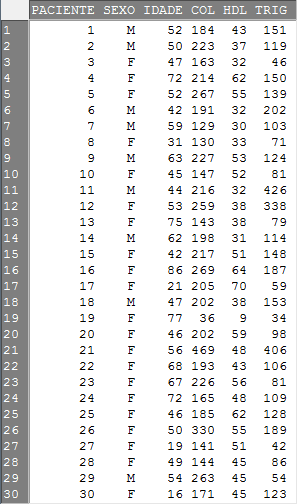 PACIENTE SEXO IDADE COL HDL TRIG
1 1 M 52 184 43 151
2 2 M 50 223 37 119
3 3 F 47 163 32 46
4 4 F 72 214 62 150
5 5 F 52 267 55 139
6 6 M 42 191 32 202
7 7 M 59 129 30 103
8 8 F 31 130 33 71
9 9 M 63 227 53 124
10 10 F 45 147 52 81
11 11 M 44 216 32 426
12 12 F 53 259 38 338
13 13 F 75 143 38 79
14 14 M 62 198 31 114
15 15 F 42 217 51 148
16 16 F 86 269 64 187
17 17 F 21 205 70 59
18 18 M 47 202 38 153
19 19 F 77 36 9 34
20 20 F 46 202 59 98
21 21 F 56 469 48 406
22 22 F 68 193 43 106
23 23 F 67 226 56 81
24 24 F 72 165 48 109
25 25 F 46 185 62 128
26 26 F 50 330 55 189
27 27 F 19 141 51 42
28 28 F 49 144 45 86
29 29 M 54 263 45 54
30 30 F 16 171 45 123